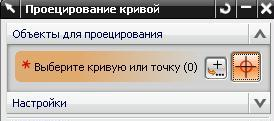 Проецирование кривой
Объекты для проецирования
* Выберите кривую или точку (0)
Настройки